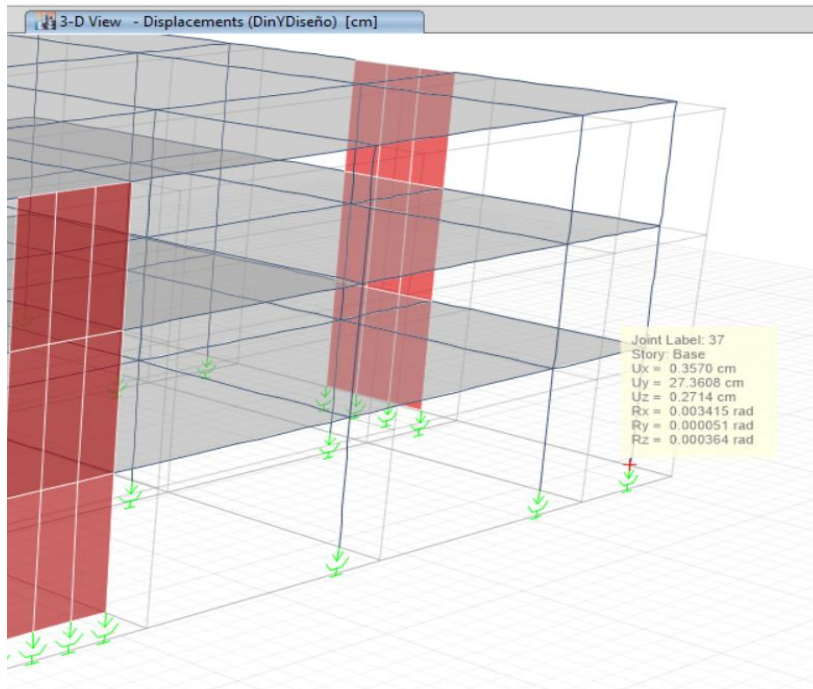 3-D View - Displacements (DinYDiseño) [cm]
Joint Label: 37
Story: Base
Ux = 0.3570 cm
Uy = 27.3608 cm
Uz = 0.2714 cm
Rx = 0.003415 rad
Ry = 0.000051 rad
Rz = 0.000364 rad